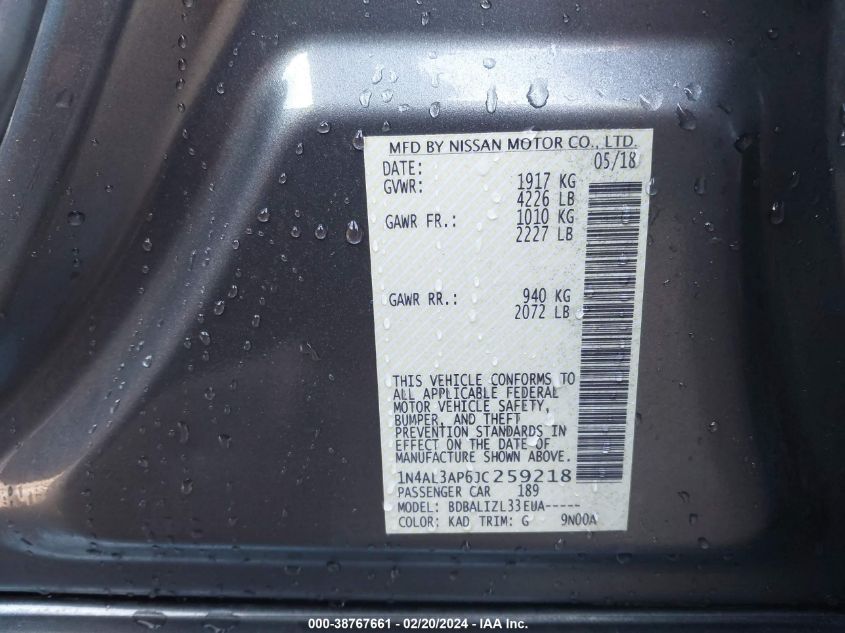 MFD BY NISSAN MOTOR CO., LTD.
DATE: 05/18
GVWR: 1917 KG
4226 LB
GAWR FR.: 1010 KG
2227 LB
GAWR RR.: 940 KG
2072 LB
THIS VEHICLE CONFORMS TO
ALL APPLICABLE FEDERAL
MOTOR VEHICLE SAFETY,
BUMPER, AND THEFT
PREVENTION STANDARDS IN
EFFECT ON THE DATE OF
MANUFACTURE SHOWN ABOVE.
1N4AL3AP6JC259218
PASSENGER CAR 189
MODEL: BDBALIZL33EUA-----
COLOR: KAD TRIM: G 9N00A
000-38767661 - 02/20/2024 - IAA Inc.